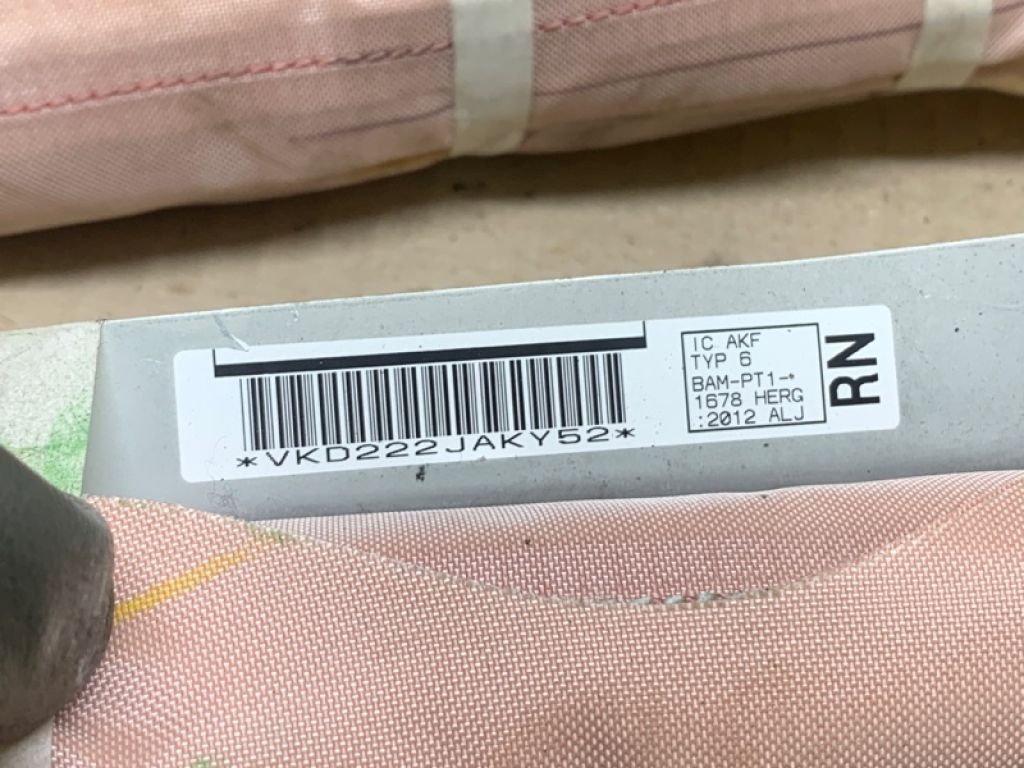 *VKD222JAKY52*
IC AKF
TYP 6
BAM-PT1-*
1678 HERG
:2012 ALJ
RN